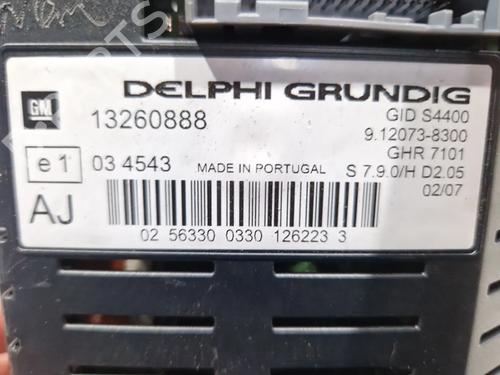 DELPHI GRUNDIG
GM
13260888
GID S4400
9.12073-8300
e 1
03 4543
MADE IN PORTUGAL
GHR 7101
S 7.9.0/H D2.05
02/07
AJ
02 56330 0330 126223 3